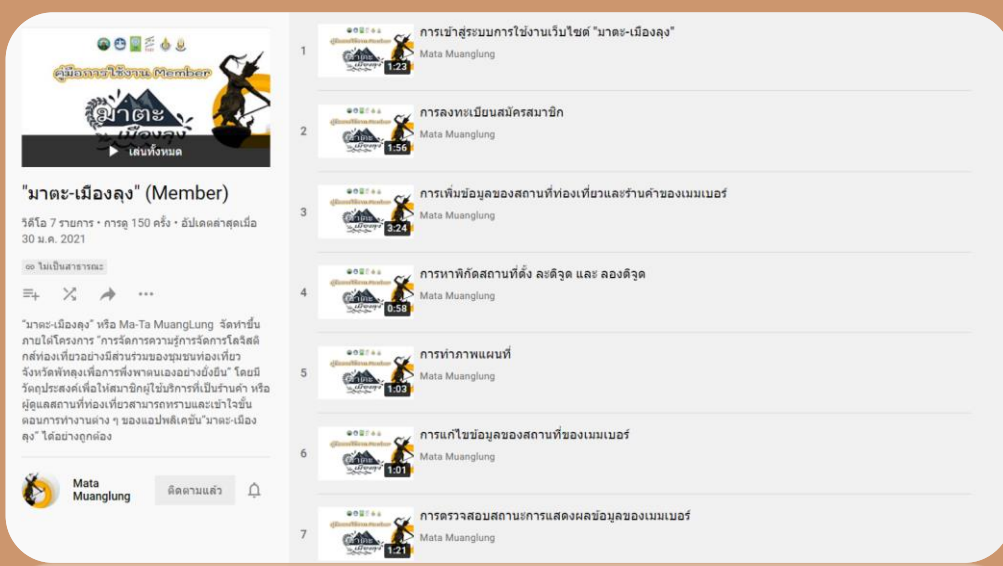 คู่มือการใช้งาน Member
มาตะ
เมืองลุง
เล่นทั้งหมด
"มาตะ-เมืองลุง" (Member)
วิดีโอ 7 รายการ • การดู 150 ครั้ง • อัปเดตล่าสุดเมื่อ
30 ม.ค. 2021
ไม่เป็นสาธารณะ
"มาตะ-เมืองลุง" หรือ Ma-Ta MuangLung จัดทำขึ้น
ภายใต้โครงการ "การจัดการความรู้การจัดการโลจิสติ
กส์ท่องเที่ยวอย่างมีส่วนร่วมของชุมชนท่องเที่ยว
จังหวัดพัทลุงเพื่อการพึ่งพาตนเองอย่างยั่งยืน" โดยมี
วัตถุประสงค์เพื่อให้สมาชิกผู้ใช้บริการที่เป็นร้านค้า หรือ
ผู้ดูแลสถานที่ท่องเที่ยวสามารถทราบและเข้าใจขั้น
ตอนการทำงานต่าง ๆ ของแอปพลิเคชัน"มาตะ-เมือง
ลุง" ได้อย่างถูกต้อง
Mata
Muanglung
ติดตามแล้ว
1
1:23
การเข้าสู่ระบบการใช้งานเว็บไซต์ "มาตะ-เมืองลุง"
Mata Muanglung
2
1:56
การลงทะเบียนสมัครสมาชิก
Mata Muanglung
3
3:24
การเพิ่มข้อมูลของสถานที่ท่องเที่ยวและร้านค้าของเมมเบอร์
Mata Muanglung
4
0:58
การหาพิกัดสถานที่ตั้ง ละติจูด และ ลองติจูด
Mata Muanglung
5
1:03
การทำภาพแผนที่
Mata Muanglung
6
1:01
การแก้ไขข้อมูลของสถานที่ของเมมเบอร์
Mata Muanglung
7
1:21
การตรวจสอบสถานะการแสดงผลข้อมูลของเมมเบอร์
Mata Muanglung